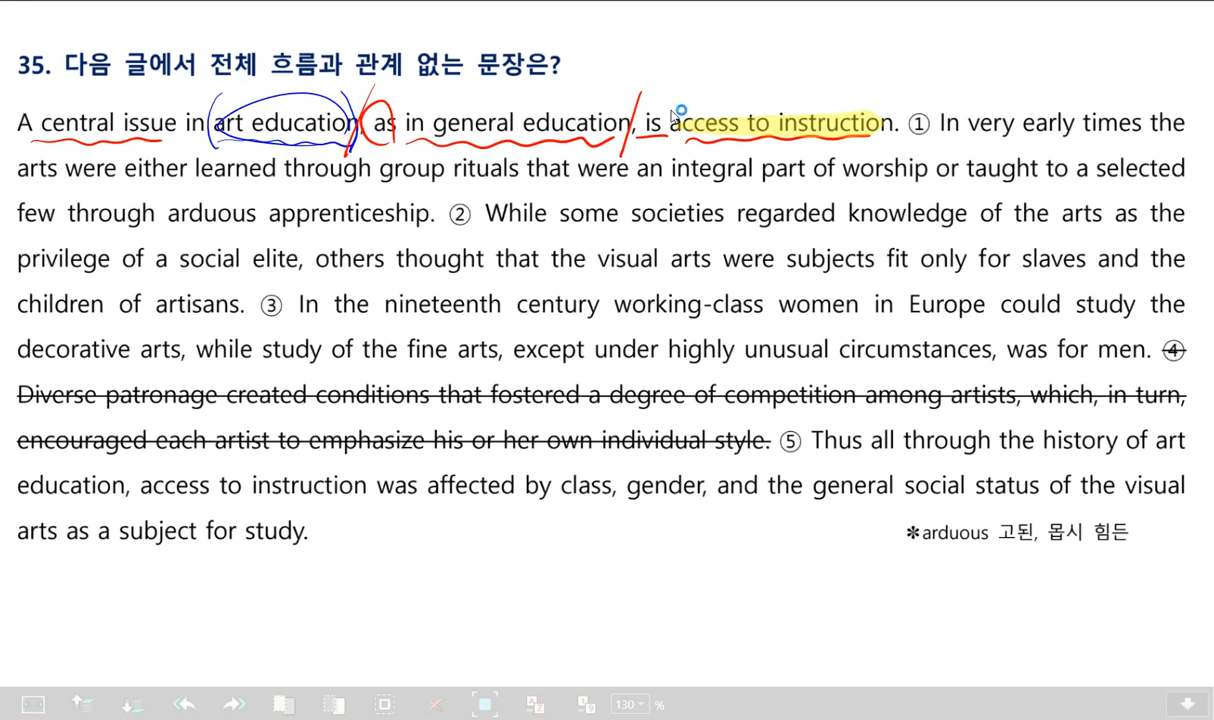 35. 다음 글에서 전체 흐름과 관계 없는 문장은?
A central issue in art education, as in general education, is access to instruction. ① In very early times the
arts were either learned through group rituals that were an integral part of worship or taught to a selected
few through arduous apprenticeship. ② While some societies regarded knowledge of the arts as the
privilege of a social elite, others thought that the visual arts were subjects fit only for slaves and the
children of artisans. ③ In the nineteenth century working-class women in Europe could study the
decorative arts, while study of the fine arts, except under highly unusual circumstances, was for men. ④
Diverse patronage created conditions that fostered a degree of competition among artists, which, in turn,
encouraged each artist to emphasize his or her own individual style. ⑤ Thus all through the history of art
education, access to instruction was affected by class, gender, and the general social status of the visual
arts as a subject for study.
✻arduous 고된, 몹시 힘든
130 %